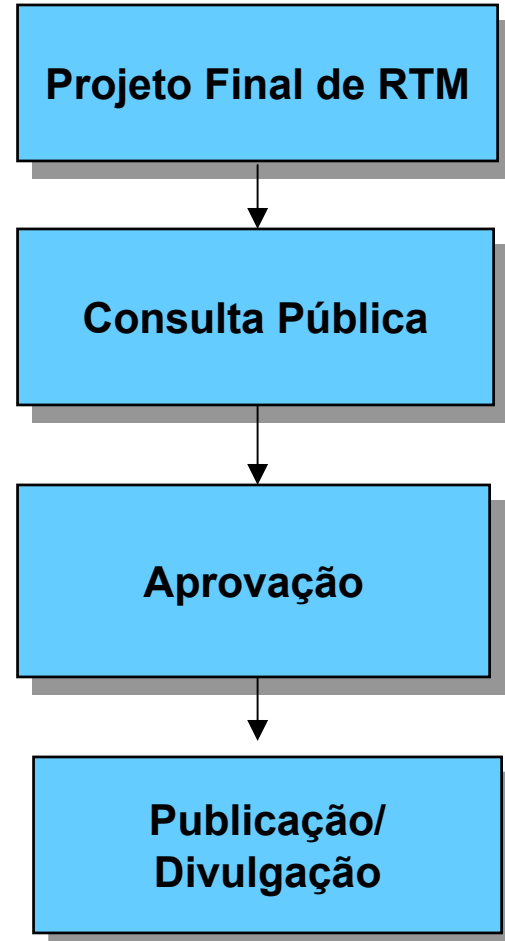 Projeto Final de RTM
Consulta Pública
Aprovação
Publicação/
Divulgação